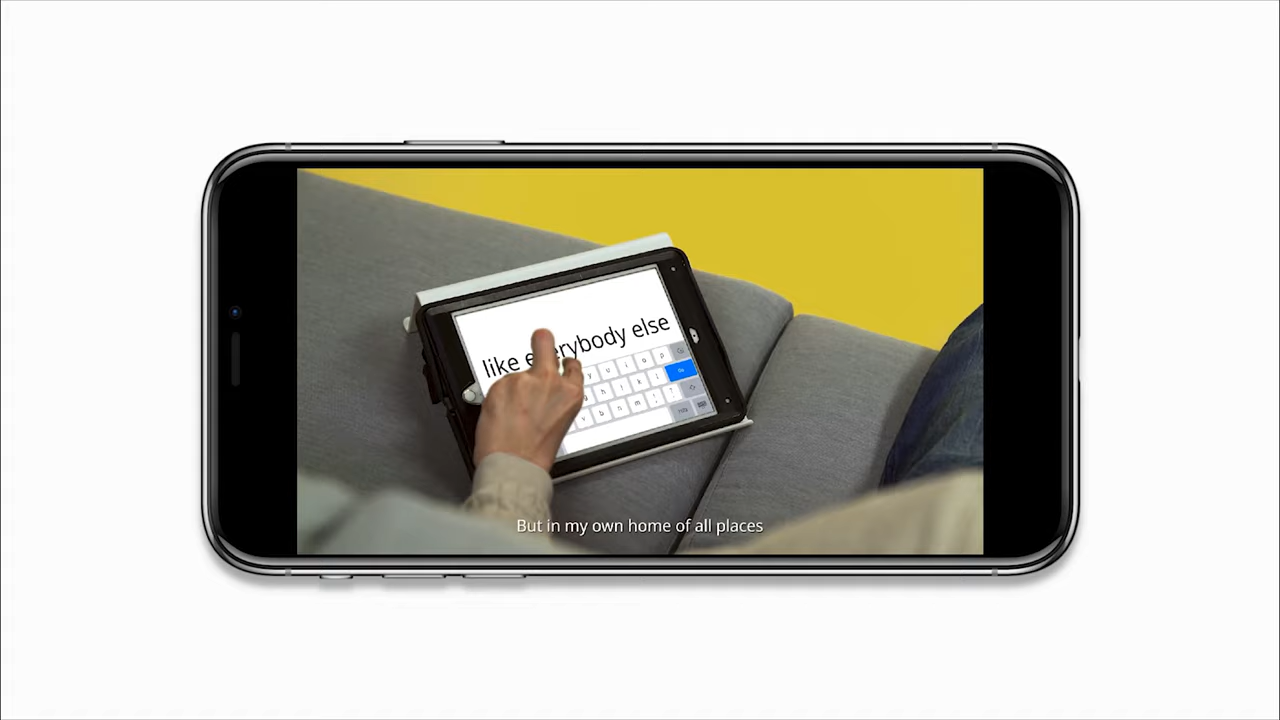 like everybody else
y u i o p
h j k l
v b n m
But in my own home of all places